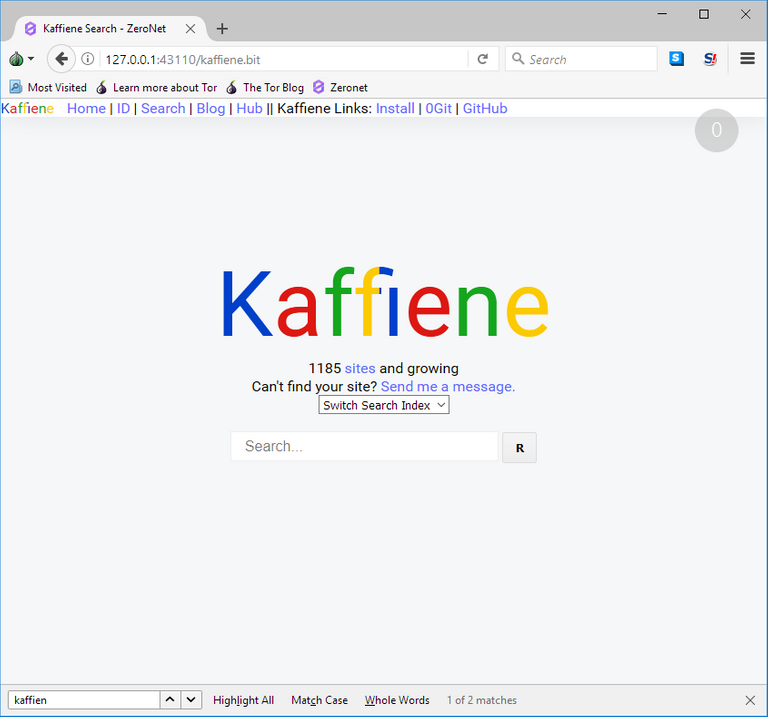 Kaffiene Search - ZeroNet
127.0.0.1:43110/kaffiene.bit
Search
S
S!
Most Visited Learn more about Tor The Tor Blog Zeronet
Kaffiene Home | ID | Search | Blog | Hub || Kaffiene Links: Install | 0Git | GitHub
0
Kaffiene
1185 sites and growing
Can't find your site? Send me a message.
Switch Search Index
Search... R
kaffien Highlight All Match Case Whole Words 1 of 2 matches